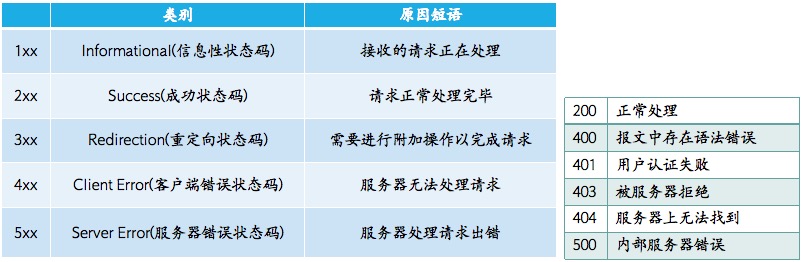 类别 原因短语
1xx Informational(信息性状态码) 接收的请求正在处理
2xx Success(成功状态码) 请求正常处理完毕
3xx Redirection(重定向状态码) 需要进行附加操作以完成请求
4xx Client Error(客户端错误状态码) 服务器无法处理请求
5xx Server Error(服务器错误状态码) 服务器处理请求出错
200 正常处理
400 报文中存在语法错误
401 用户认证失败
403 被服务器拒绝
404 服务器上无法找到
500 内部服务器错误